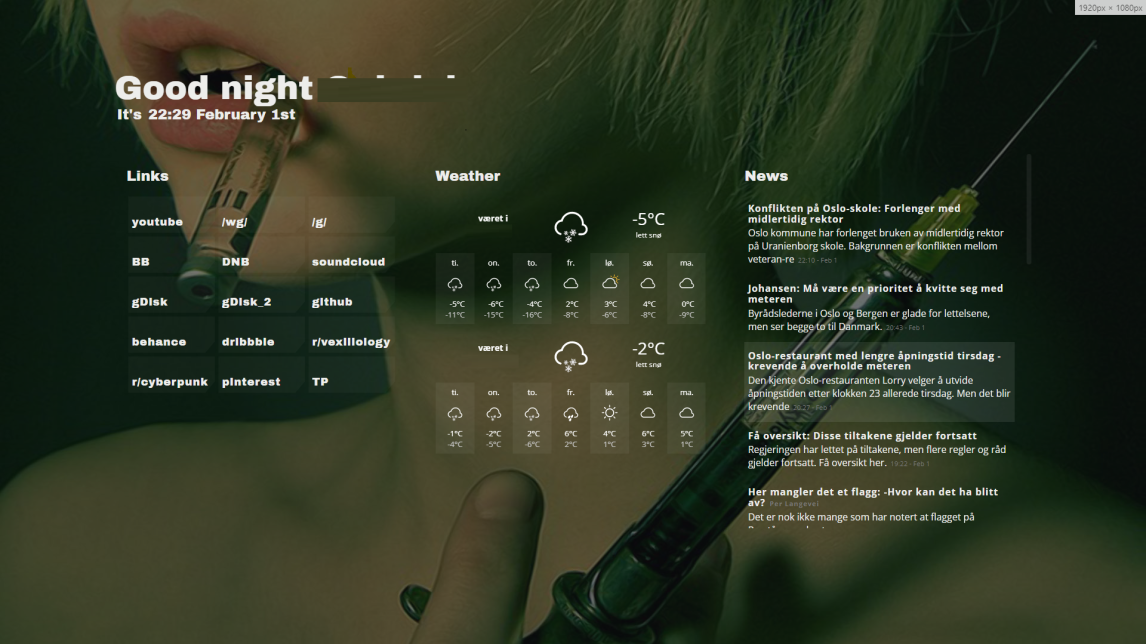 1920px × 1080px
Good night
It's 22:29 February 1st
Links
youtube /wg/ /g/
BB DNB soundcloud
gDisk gDisk_2 github
behance dribbble r/vexillology
r/cyberpunk pinterest TP
Weather
været i
-5°C
lett snø
ti. on. to. fr. lø. sø. ma.
-5°C -6°C -4°C 2°C 3°C 4°C 0°C
-11°C -15°C -16°C -8°C -6°C -8°C -9°C
været i
-2°C
lett snø
ti. on. to. fr. lø. sø. ma.
-1°C -2°C 2°C 6°C 4°C 6°C 5°C
-4°C -5°C -6°C 2°C 1°C 3°C 1°C
News
Konflikten på Oslo-skole: Forlenger med
midlertidig rektor
Oslo kommune har forlenget bruken av midlertidig rektor
på Uranienborg skole. Bakgrunnen er konflikten mellom
veteran-re 22:10 - Feb 1
Johansen: Må være en prioritet å kvitte seg med
meteren
Byrådslederne i Oslo og Bergen er glade for lettelsene,
men ser begge to til Danmark. 20:43 - Feb 1
Oslo-restaurant med lengre åpningstid tirsdag -
krevende å overholde meteren
Den kjente Oslo-restauranten Lorry velger å utvide
åpningstiden etter klokken 23 allerede tirsdag. Men det blir
krevende 20:27 - Feb 1
Få oversikt: Disse tiltakene gjelder fortsatt
Regjeringen har lettet på tiltakene, men flere regler og råd
gjelder fortsatt. Få oversikt her. 19:22 - Feb 1
Her mangler det et flagg: -Hvor kan det ha blitt
av? Per Langevei
Det er nok ikke mange som har notert at flagget på